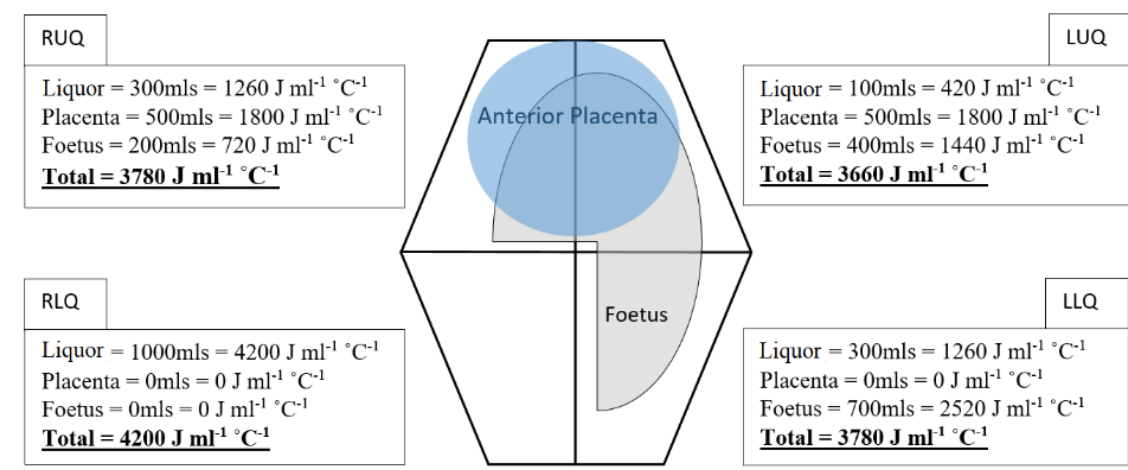 RUQ
Liquor = 300mls = 1260 J ml⁻¹ °C⁻¹
Placenta = 500mls = 1800 J ml⁻¹ °C⁻¹
Foetus = 200mls = 720 J ml⁻¹ °C⁻¹
Total = 3780 J ml⁻¹ °C⁻¹
LUQ
Liquor = 100mls = 420 J ml⁻¹ °C⁻¹
Placenta = 500mls = 1800 J ml⁻¹ °C⁻¹
Foetus = 400mls = 1440 J ml⁻¹ °C⁻¹
Total = 3660 J ml⁻¹ °C⁻¹
Anterior Placenta
Foetus
RLQ
Liquor = 1000mls = 4200 J ml⁻¹ °C⁻¹
Placenta = 0mls = 0 J ml⁻¹ °C⁻¹
Foetus = 0mls = 0 J ml⁻¹ °C⁻¹
Total = 4200 J ml⁻¹ °C⁻¹
LLQ
Liquor = 300mls = 1260 J ml⁻¹ °C⁻¹
Placenta = 0mls = 0 J ml⁻¹ °C⁻¹
Foetus = 700mls = 2520 J ml⁻¹ °C⁻¹
Total = 3780 J ml⁻¹ °C⁻¹